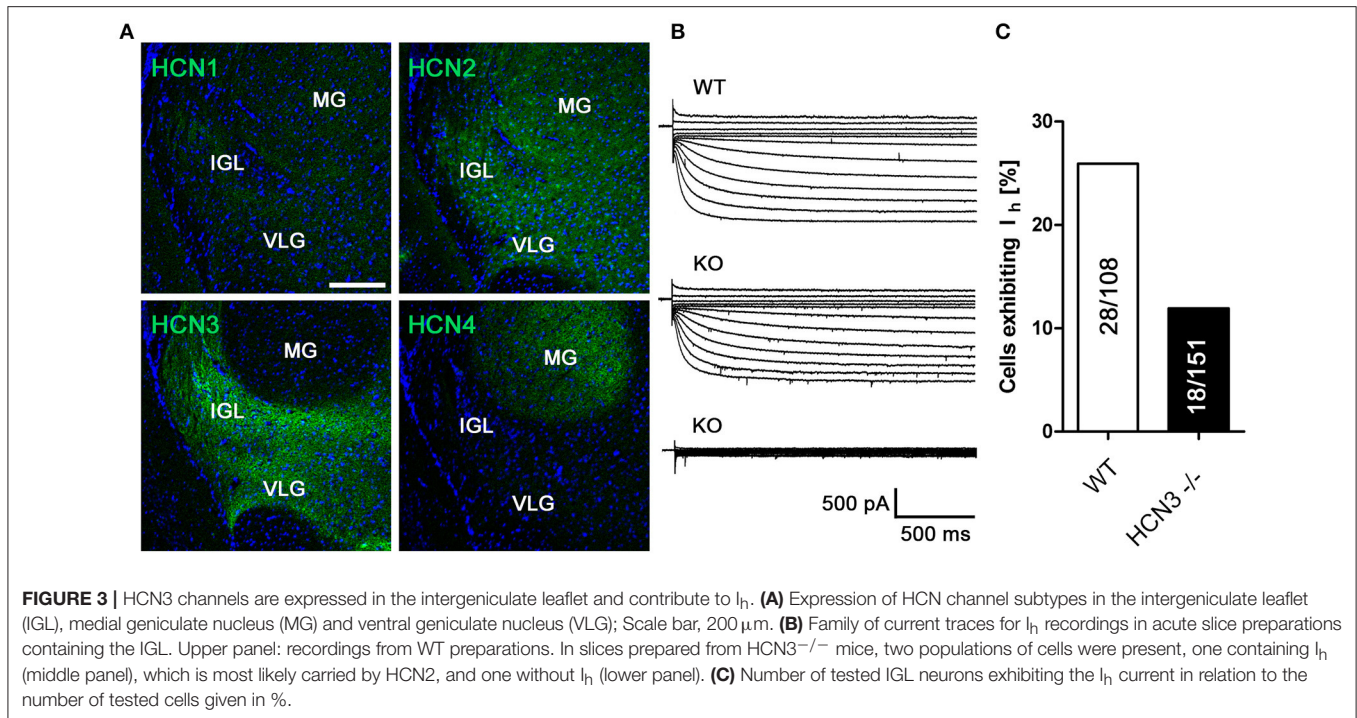 A
B
C
HCN1
MG
IGL
VLG
HCN2
MG
IGL
VLG
HCN3
MG
IGL
VLG
HCN4
MG
IGL
VLG
WT
KO
KO
500 pA
500 ms
Cells exhibiting I h [%]
30
20
10
0
28/108
18/151
WT
HCN3 -/-
FIGURE 3 | HCN3 channels are expressed in the intergeniculate leaflet and contribute to Ih. (A) Expression of HCN channel subtypes in the intergeniculate leaflet
(IGL), medial geniculate nucleus (MG) and ventral geniculate nucleus (VLG); Scale bar, 200 μm. (B) Family of current traces for Ih recordings in acute slice preparations
containing the IGL. Upper panel: recordings from WT preparations. In slices prepared from HCN3−/− mice, two populations of cells were present, one containing Ih
(middle panel), which is most likely carried by HCN2, and one without Ih (lower panel). (C) Number of tested IGL neurons exhibiting the Ih current in relation to the
number of tested cells given in %.